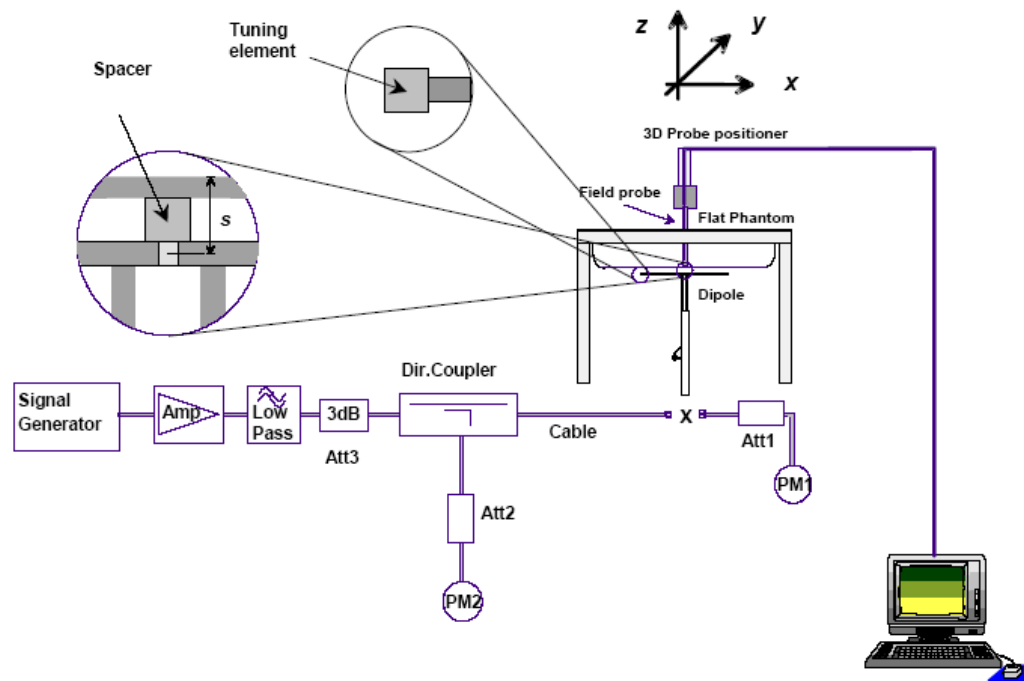 z
y
x
Tuning
element
Spacer
3D Probe positioner
Field probe
Flat Phantom
s
Dipole
Dir.Coupler
Signal
Generator
Amp
Low
Pass
3dB
Att3
Cable
X
Att1
PM1
Att2
PM2